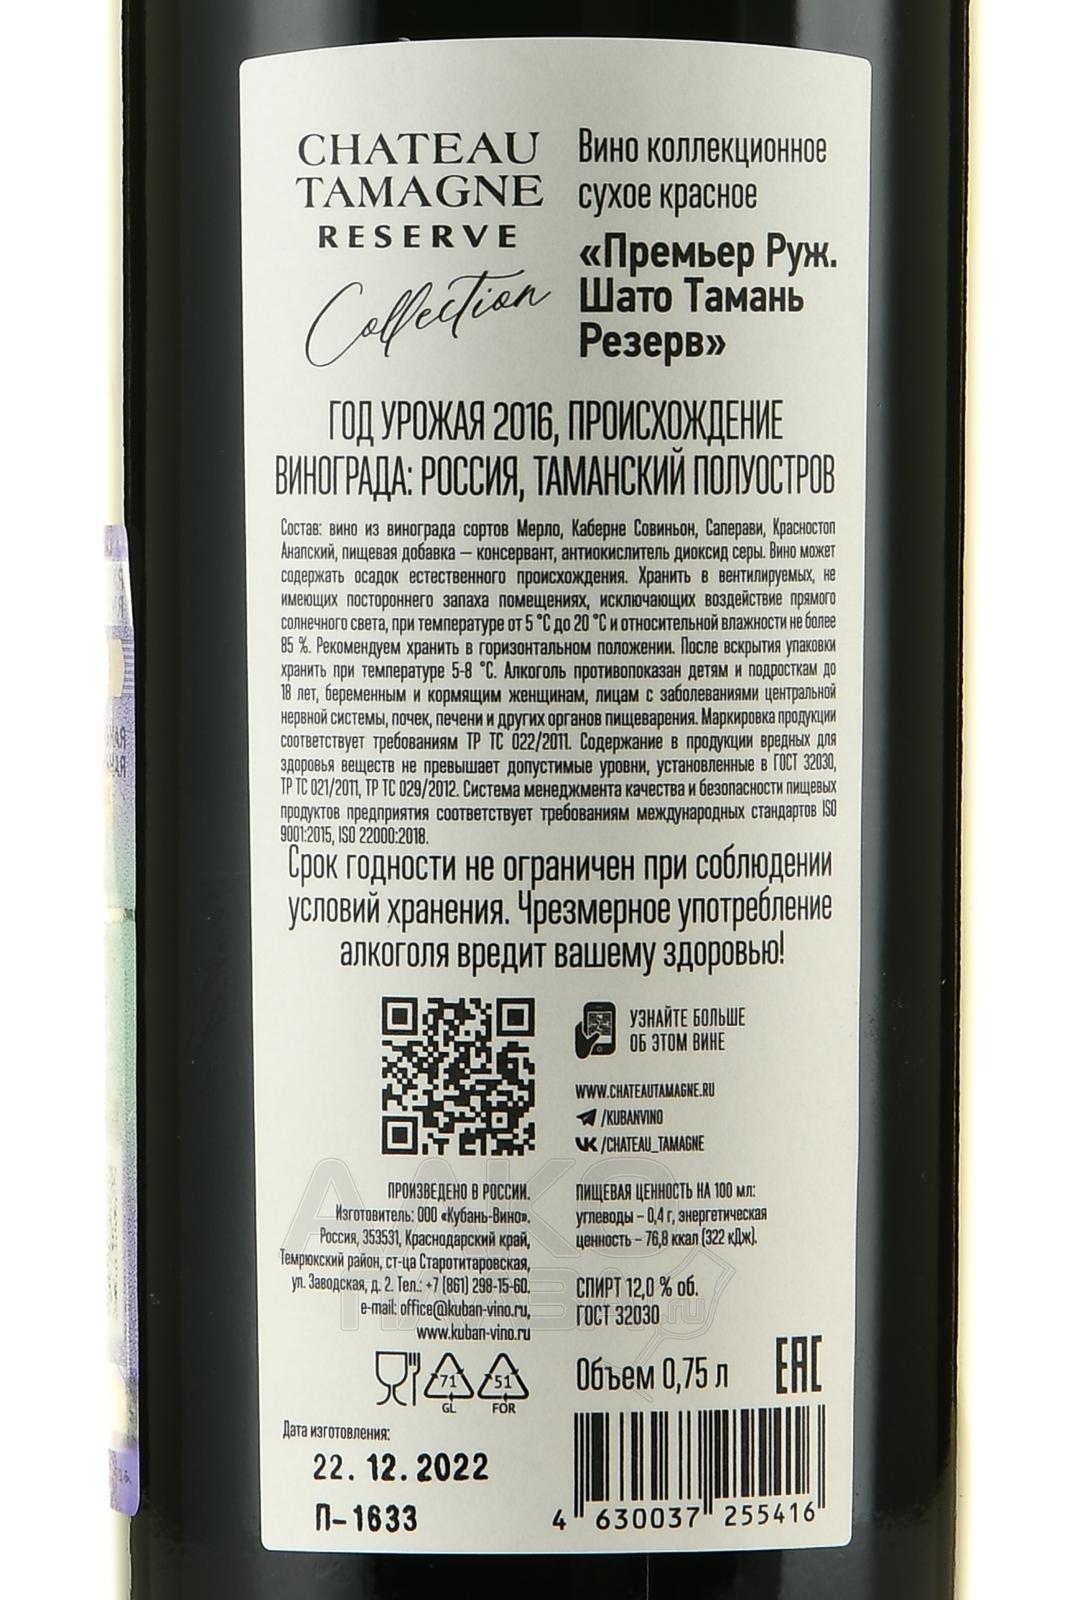 CHATEAU
TAMAGNE
RESERVE
Collection
Вино коллекционное
сухое красное
«Премьер Руж.
Шато Тамань
Резерв»
ГОД УРОЖАЯ 2016, ПРОИСХОЖДЕНИЕ
ВИНОГРАДА: РОССИЯ, ТАМАНСКИЙ ПОЛУОСТРОВ
Состав: вино из винограда сортов Мерло, Каберне Совиньон, Саперави, Красностоп
Анапский, пищевая добавка – консервант, антиокислитель диоксид серы. Вино может
содержать осадок естественного происхождения. Хранить в вентилируемых, не
имеющих постороннего запаха помещениях, исключающих воздействие прямого
солнечного света, при температуре от 5 °С до 20 °С и относительной влажности не более
85 %. Рекомендуем хранить в горизонтальном положении. После вскрытия упаковки
хранить при температуре 5-8 °С. Алкоголь противопоказан детям и подросткам до
18 лет, беременным и кормящим женщинам, лицам с заболеваниями центральной
нервной системы, почек, печени и других органов пищеварения. Маркировка продукции
соответствует требованиям ТР ТС 022/2011. Содержание в продукции вредных для
здоровья веществ не превышает допустимые уровни, установленные в ГОСТ 32030,
ТР ТС 021/2011, ТР ТС 029/2012. Система менеджмента качества и безопасности пищевых
продуктов предприятия соответствует требованиям международных стандартов ISO
9001:2015, ISO 22000:2018.
Срок годности не ограничен при соблюдении
условий хранения. Чрезмерное употребление
алкоголя вредит вашему здоровью!
УЗНАЙТЕ БОЛЬШЕ
ОБ ЭТОМ ВИНЕ
WWW.CHATEAUTAMAGNE.RU
/KUBANVINO
/CHATEAU_TAMAGNE
ПРОИЗВЕДЕНО В РОССИИ.
Изготовитель: ООО «Кубань-Вино».
Россия, 353531, Краснодарский край,
Темрюкский район, ст-ца Старотитаровская,
ул. Заводская, д. 2. Тел.: +7 (861) 298-15-60.
e-mail: office@kuban-vino.ru,
www.kuban-vino.ru
ПИЩЕВАЯ ЦЕННОСТЬ НА 100 мл:
углеводы – 0,4 г, энергетическая
ценность – 76,8 ккал (322 кДж).
СПИРТ 12,0 % об.
ГОСТ 32030
71
GL
51
FOR
Объем 0,75 л
EAC
Дата изготовления:
22.12.2022
П-1633
4 630037 255416